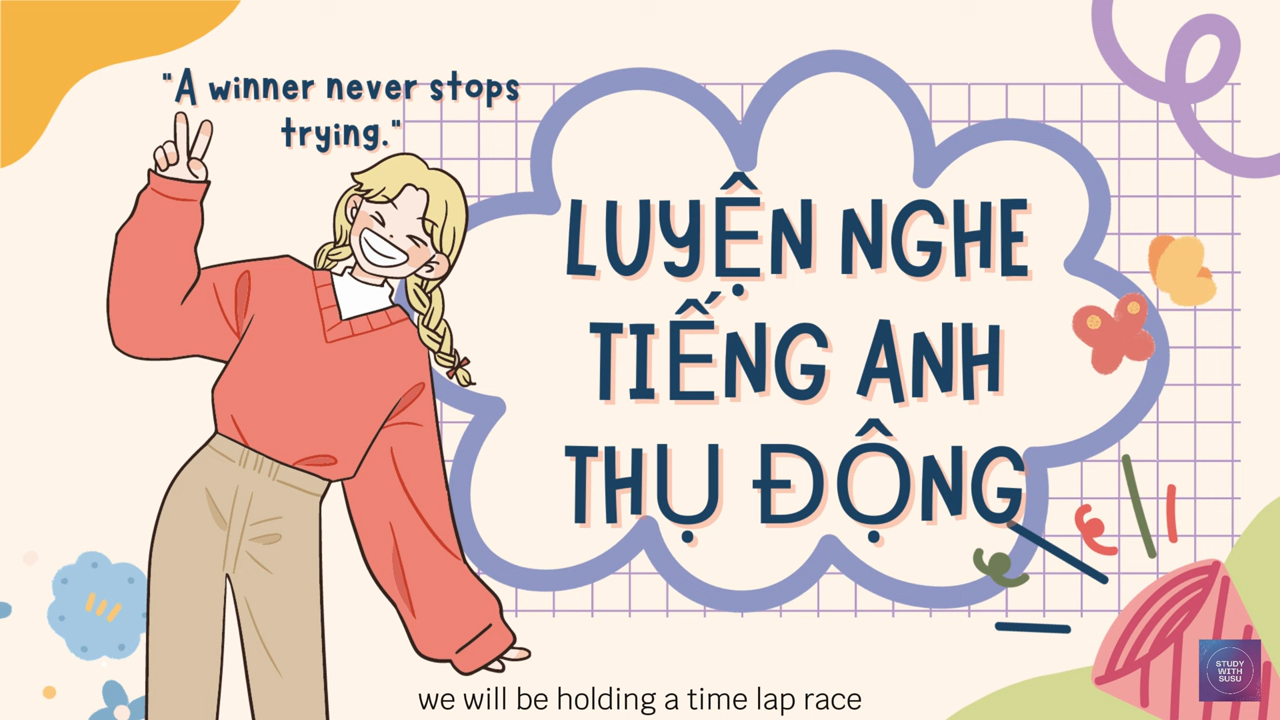 "A winner never stops
trying."
LUYỆN NGHE
TIẾNG ANH
THỤ ĐỘNG
STUDY
WITH
SUSU
we will be holding a time lap race